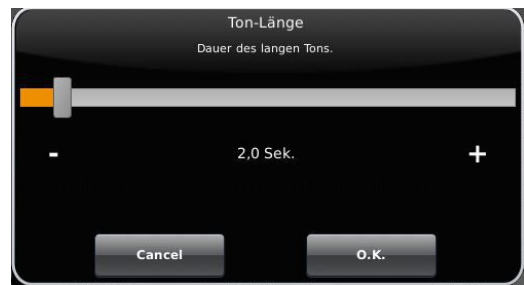 Ton-Länge
Dauer des langen Tons.
- 2,0 Sek. +
Cancel O.K.